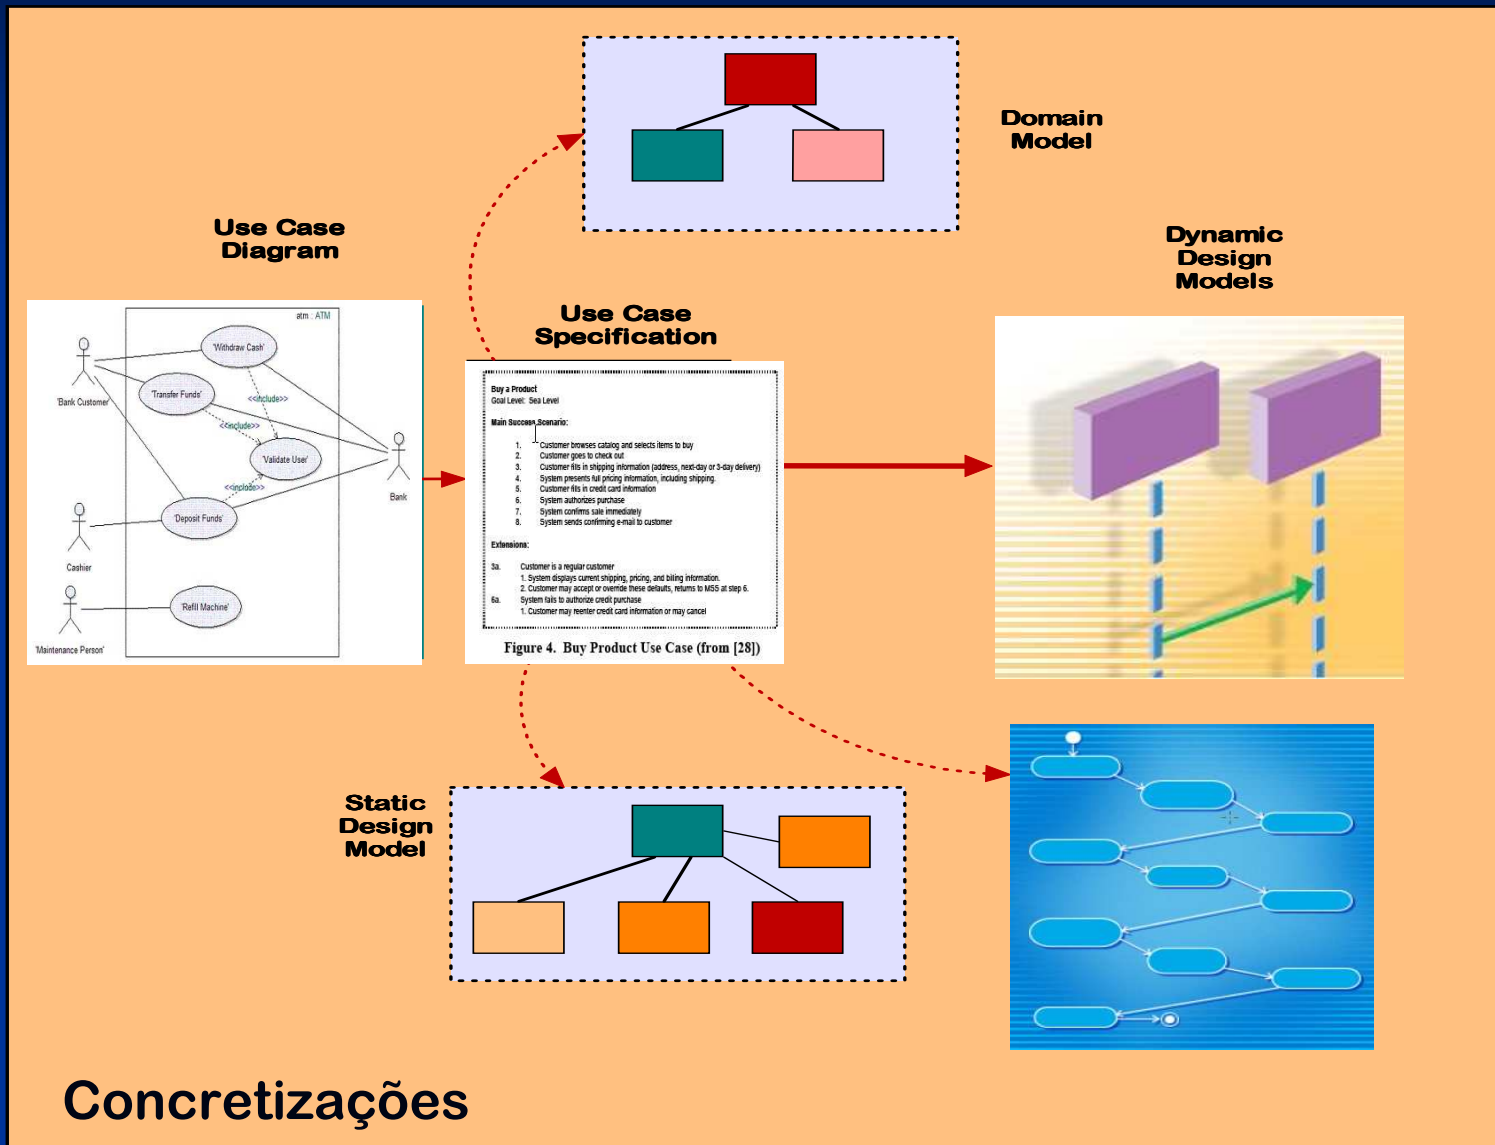 Domain
Model
Use Case
Diagram
Dynamic
Design
Models
Use Case
Specification
atm : ATM
'Withdraw Cash'
'Bank Customer'
'Transfer Funds'
<<include>>
<<include>>
'Validate User'
<<include>>
Bank
'Deposit Funds'
Cashier
'Refill Machine'
'Maintenance Person'
Buy a Product
Goal Level: Sea Level
Main Success Scenario:
1. Customer browses catalog and selects items to buy
2. Customer goes to check out
3. Customer fills in shipping information (address, next-day or 3-day delivery)
4. System presents full pricing information, including shipping.
5. Customer fills in credit card information
6. System authorizes purchase
7. System confirms sale immediately
8. System sends confirming e-mail to customer
Extensions:
3a. Customer is a regular customer
1. System displays current shipping, pricing, and billing information.
2. Customer may accept or override these defaults, returns to MSS at step 6.
6a. System fails to authorize credit purchase
1. Customer may reenter credit card information or may cancel
Figure 4. Buy Product Use Case (from [28])
Static
Design
Model
Concretizações